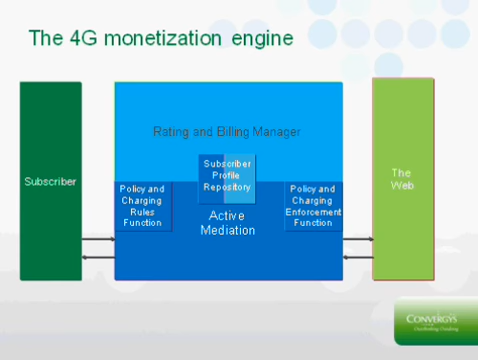 The 4G monetization engine
Rating and Billing Manager
Subscriber
Subscriber
Profile
Repository
The
Web
Policy and
Charging
Rules
Function
Policy and
Charging
Enforcement
Function
Active
Mediation
CONVERGYS